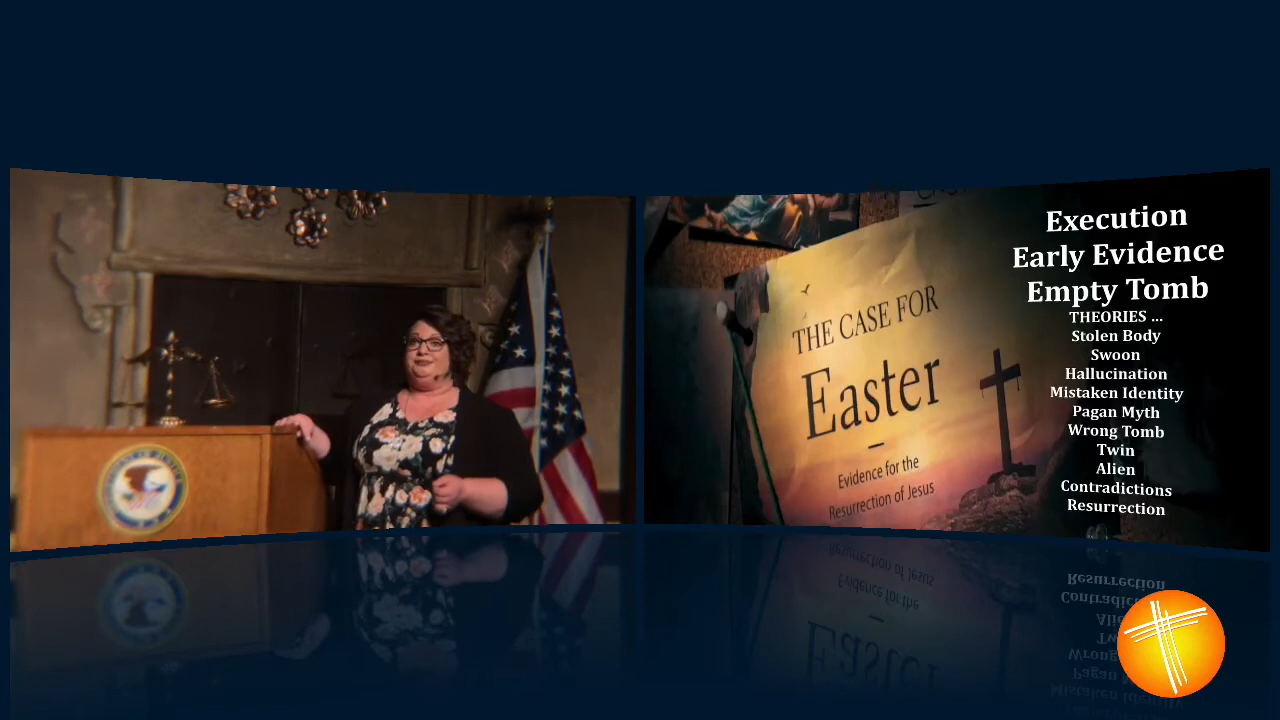 THE CASE FOR
Easter
Evidence for the
Resurrection of Jesus
Execution
Early Evidence
Empty Tomb
THEORIES ...
Stolen Body
Swoon
Hallucination
Mistaken Identity
Pagan Myth
Wrong Tomb
Twin
Alien
Contradictions
Resurrection